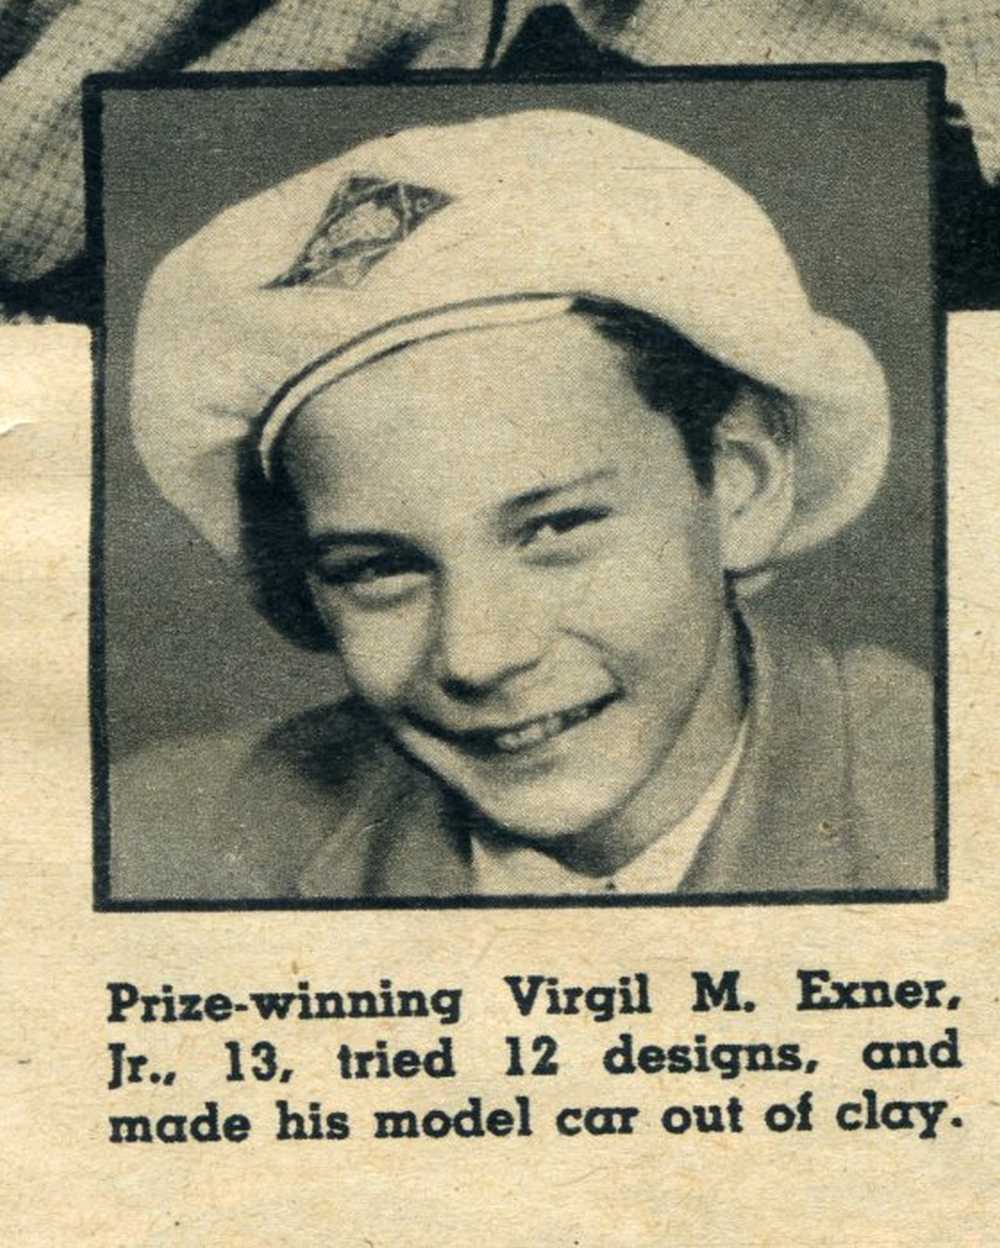 Prize-winning Virgil M. Exner,
Jr., 13, tried 12 designs, and
made his model car out of clay.